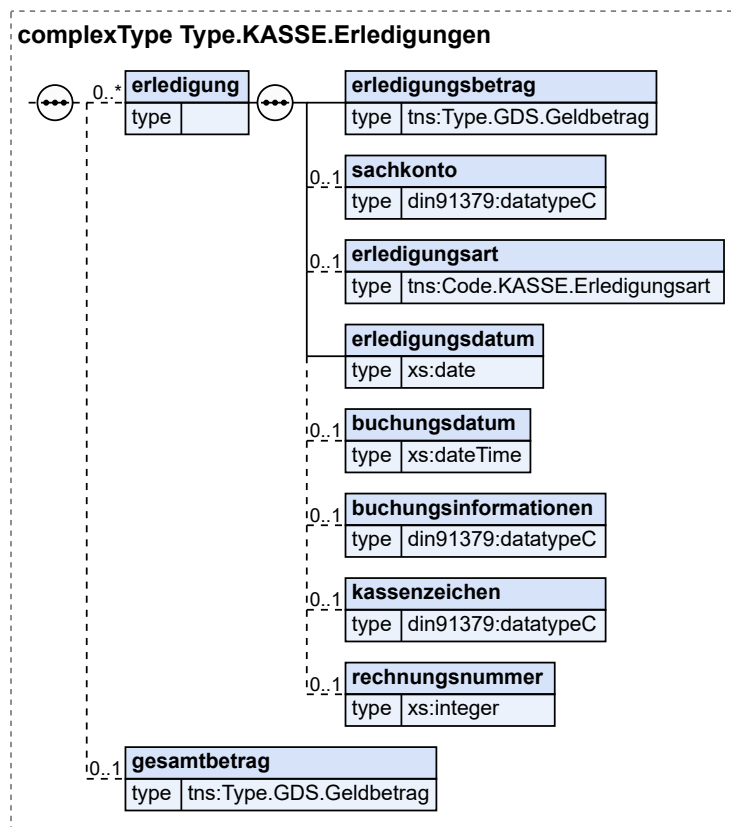 complexType Type.KASSE.Erledigungen
0..* erledigung
type
erledigungsbetrag
type tns:Type.GDS.Geldbetrag
0..1 sachkonto
type din91379:datatypeC
0..1 erledigungsart
type tns:Code.KASSE.Erledigungsart
erledigungsdatum
type xs:date
0..1 buchungsdatum
type xs:dateTime
0..1 buchungsinformationen
type din91379:datatypeC
0..1 kassenzeichen
type din91379:datatypeC
0..1 rechnungsnummer
type xs:integer
0..1 gesamtbetrag
type tns:Type.GDS.Geldbetrag